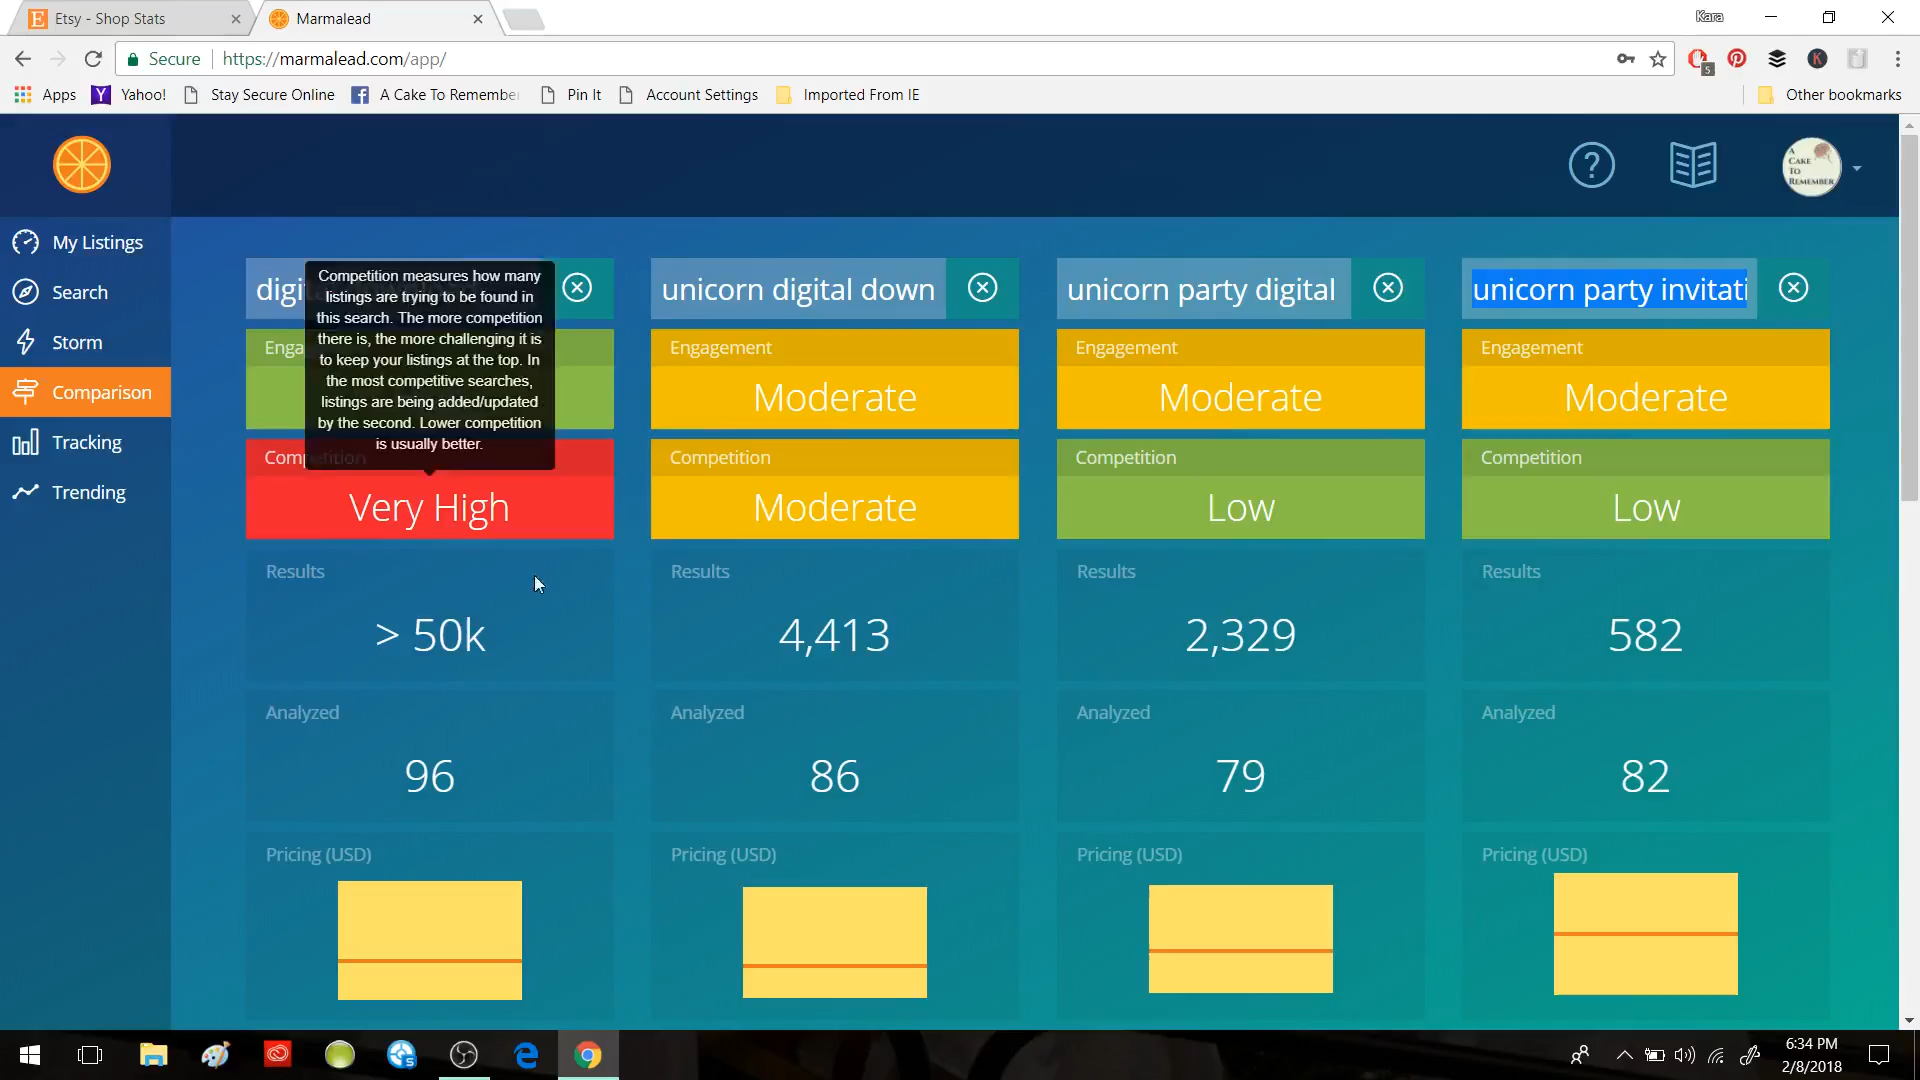 Etsy - Shop Stats
Marmalead
Kara
Secure
https://marmalead.com/app/
5
K
Apps
Yahoo!
Stay Secure Online
A Cake To Remembe
Pin It
Account Settings
Imported From IE
Other bookmarks
A
CAKE
TO
REMEMBER
My Listings
Search
Storm
Comparison
Tracking
Trending
digi
unicorn digital down
unicorn party digital
unicorn party invitati
Competition measures how many
listings are trying to be found in
this search. The more competition
there is, the more challenging it is
to keep your listings at the top. In
the most competitive searches,
listings are being added/updated
by the second. Lower competition
is usually better.
Enga
Engagement
Moderate
Engagement
Moderate
Engagement
Moderate
Competition
Very High
Competition
Moderate
Competition
Low
Competition
Low
Results
> 50k
Results
4,413
Results
2,329
Results
582
Analyzed
96
Analyzed
86
Analyzed
79
Analyzed
82
Pricing (USD)
Pricing (USD)
Pricing (USD)
Pricing (USD)
6:34 PM
2/8/2018